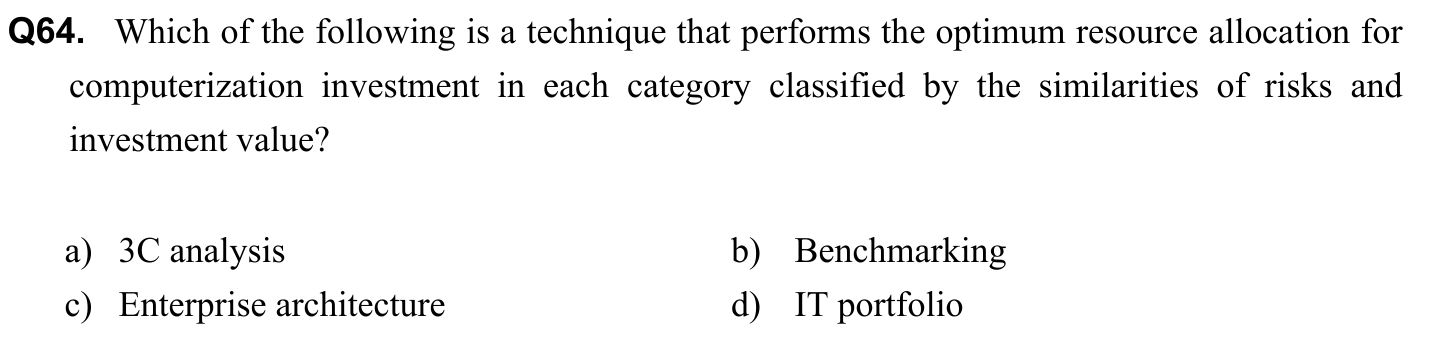 Q64. Which of the following is a technique that performs the optimum resource allocation for
computerization investment in each category classified by the similarities of risks and
investment value?
a) 3C analysis b) Benchmarking
c) Enterprise architecture d) IT portfolio